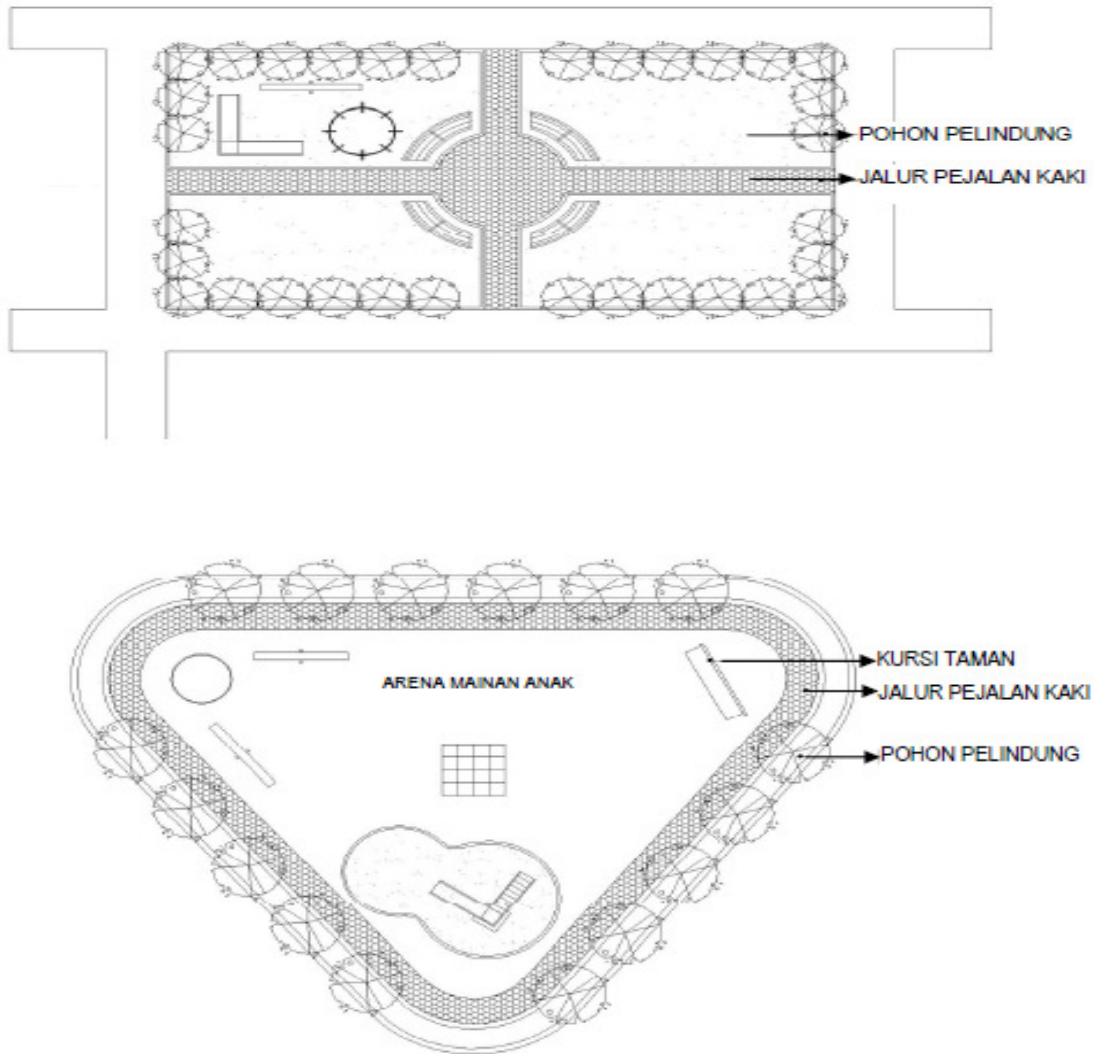 POHON PELINDUNG
JALUR PEJALAN KAKI
KURSI TAMAN
ARENA MAINAN ANAK
JALUR PEJALAN KAKI
POHON PELINDUNG